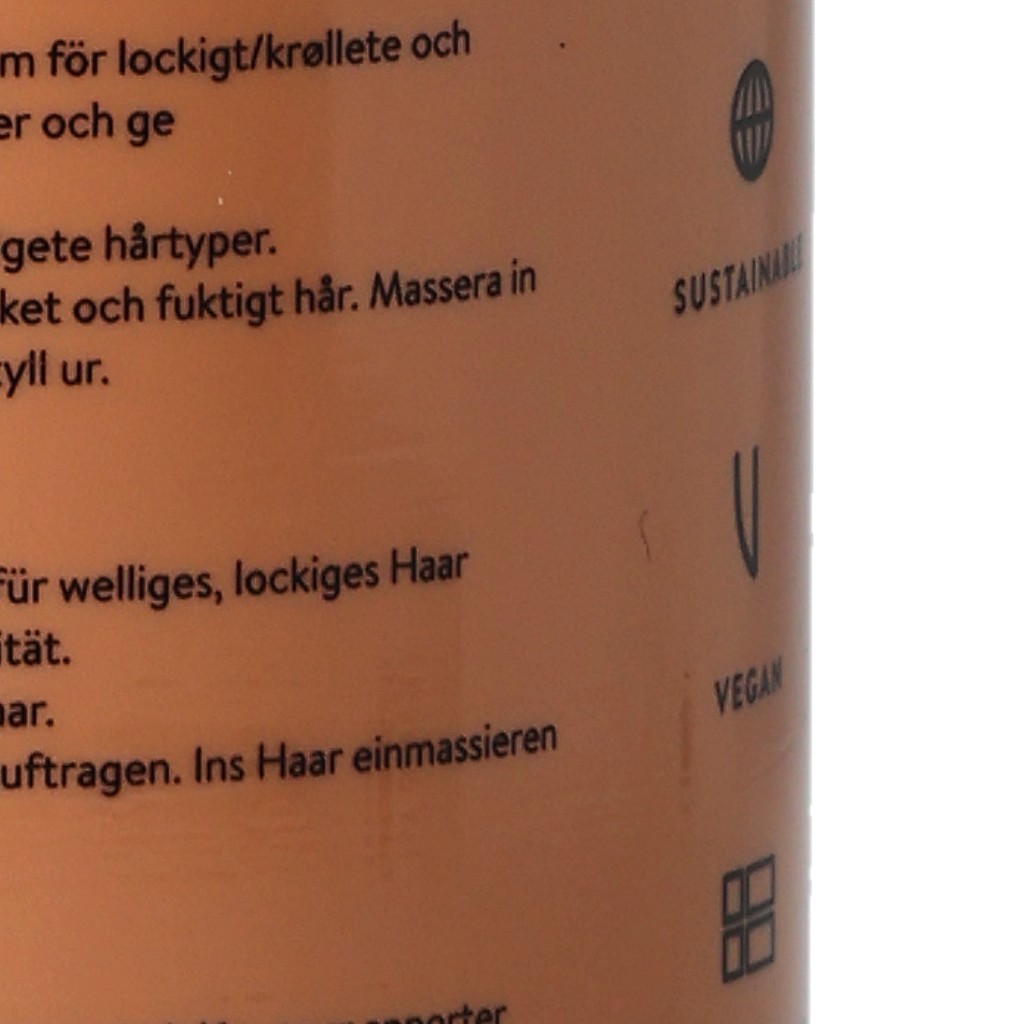 m för lockigt/krøllete och
er och ge
gete hårtyper.
ket och fuktigt hår. Massera in
yll ur.
für welliges, lockiges Haar
ität.
ar.
uftragen. Ins Haar einmassieren
SUSTAINABLE
V
VEGAN